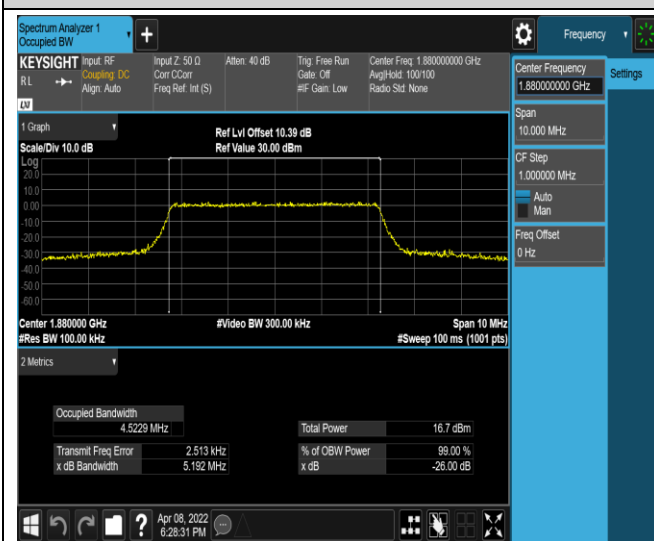 Spectrum Analyzer 1
Occupied BW
Frequency
KEYSIGHT
RL
Input: RF
Coupling: DC
Align: Auto
Input Z: 50 Ω
Corr CCorr
Freq Ref: Int (S)
Atten: 40 dB
Trig: Free Run
Gate: Off
#IF Gain: Low
Center Freq: 1.880000000 GHz
Avg|Hold: 100/100
Radio Std: None
LXI
1 Graph
Scale/Div 10.0 dB
Ref Lvl Offset 10.39 dB
Ref Value 30.00 dBm
Log
20.0
10.0
0.00
-10.0
-20.0
-30.0
-40.0
-50.0
-60.0
Center 1.880000 GHz
#Res BW 100.00 kHz
#Video BW 300.00 kHz
Span 10 MHz
#Sweep 100 ms (1001 pts)
2 Metrics
Occupied Bandwidth
4.5229 MHz
Total Power 16.7 dBm
Transmit Freq Error 2.513 kHz
% of OBW Power 99.00 %
x dB Bandwidth 5.192 MHz
x dB -26.00 dB
Apr 08, 2022
6:28:31 PM
Center Frequency
1.880000000 GHz
Settings
Span
10.000 MHz
CF Step
1.000000 MHz
Auto
Man
Freq Offset
0 Hz